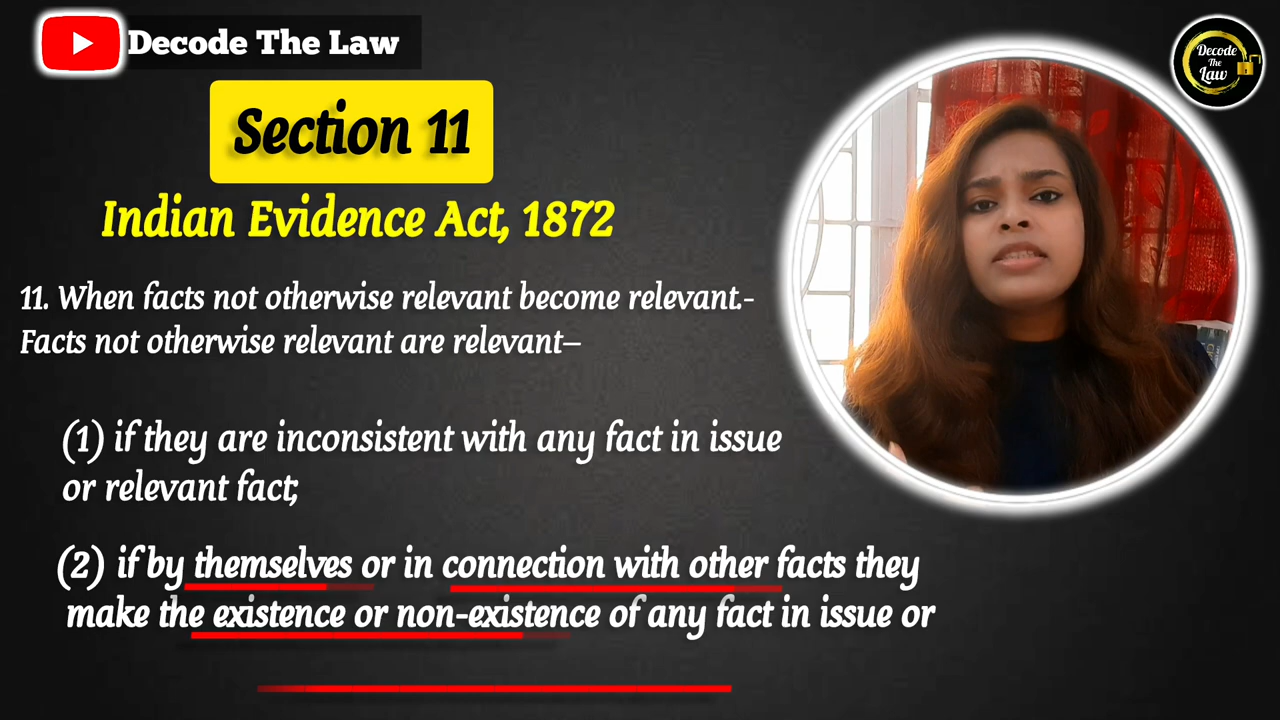 Decode The Law
Decode
The
Law
Section 11
Indian Evidence Act, 1872
11. When facts not otherwise relevant become relevant.-
Facts not otherwise relevant are relevant–
(1) if they are inconsistent with any fact in issue
or relevant fact;
(2) if by themselves or in connection with other facts they
make the existence or non-existence of any fact in issue or